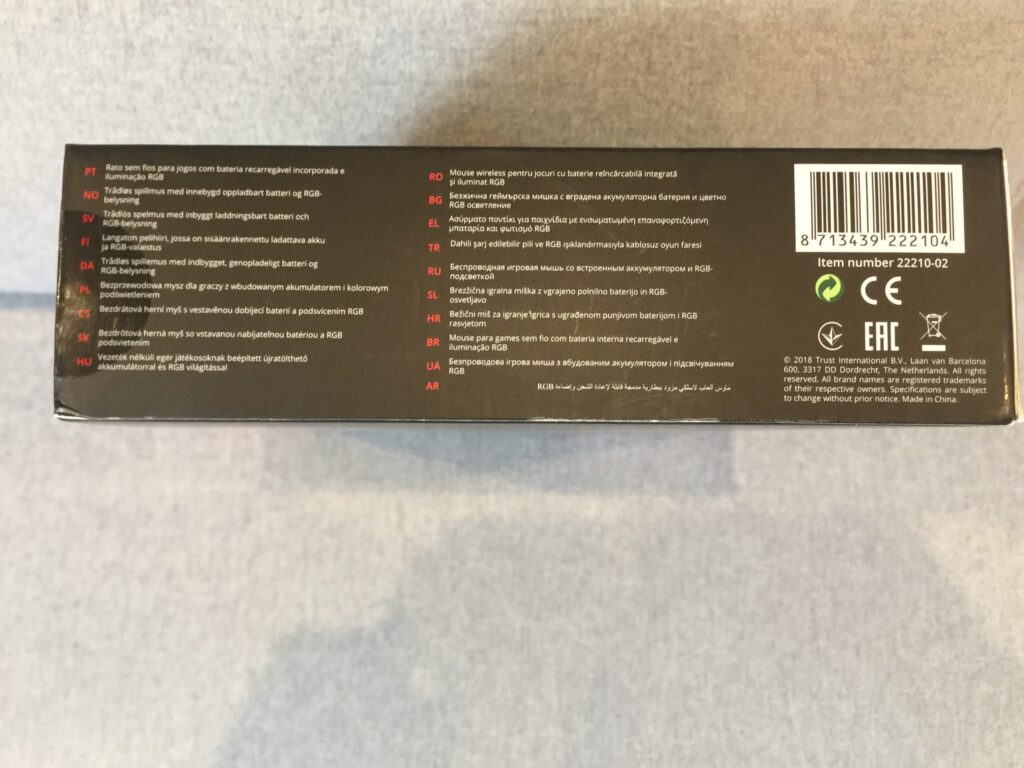 PT Rato sem fios para jogos com bateria recarregável incorporada e
iluminação RGB
NO Trådløs spillmus med innebygd oppladbart batteri og RGB-
belysning
SV Trådlös spelmus med inbyggt laddningsbart batteri och
RGB-belysning
FI Langaton pelihiiri, jossa on sisäänrakennettu ladattava akku
ja RGB-valaistus
DA Trådløs spillemus med indbygget, genopladeligt batteri og
RGB-belysning
PL Bezprzewodowa mysz dla graczy z wbudowanym akumulatorem i kolorowym
podświetleniem
CS Bezdrátová herní myš s vestavěnou dobíjecí baterií a podsvícením RGB
SK Bezdrôtová herná myš so vstavanou nabíjateľnou batériou a RGB
podsvietením
HU Vezeték nélküli egér játékosoknak beépített újratölthető
akkumulátorral és RGB világítással
RO Mouse wireless pentru jocuri cu baterie reîncărcabilă integrată
și iluminat RGB
BG Безжична геймърска мишка с вградена акумулаторна батерия и цветно
RGB осветление
EL Ασύρματο ποντίκι για παιχνίδια με ενσωματωμένη επαναφορτιζόμενη
μπαταρία και φωτισμό RGB
TR Dahili şarj edilebilir pili ve RGB ışıklandırmasıyla kablosuz oyun faresi
RU Беспроводная игровая мышь со встроенным аккумулятором и RGB-
подсветкой
SL Brezžična igralna miška z vgrajeno polnilno baterijo in RGB-
osvetljavo
HR Bežični miš za igranje igrica s ugrađenom punjivom baterijom i RGB
rasvjetom
BR Mouse para games sem fio com bateria interna recarregável e
iluminação RGB
UA Безпроводова ігрова миша з вбудованим акумулятором і підсвічуванням
RGB
AR ماوس ألعاب لاسلكي مزود ببطارية مدمجة قابلة لإعادة الشحن وإضاءة RGB
8 713439 222104
Item number 22210-02
CE
EAC
© 2018 Trust International B.V., Laan van Barcelona
600, 3317 DD Dordrecht, The Netherlands. All rights
reserved. All brand names are registered trademarks
of their respective owners. Specifications are subject
to change without prior notice. Made in China.